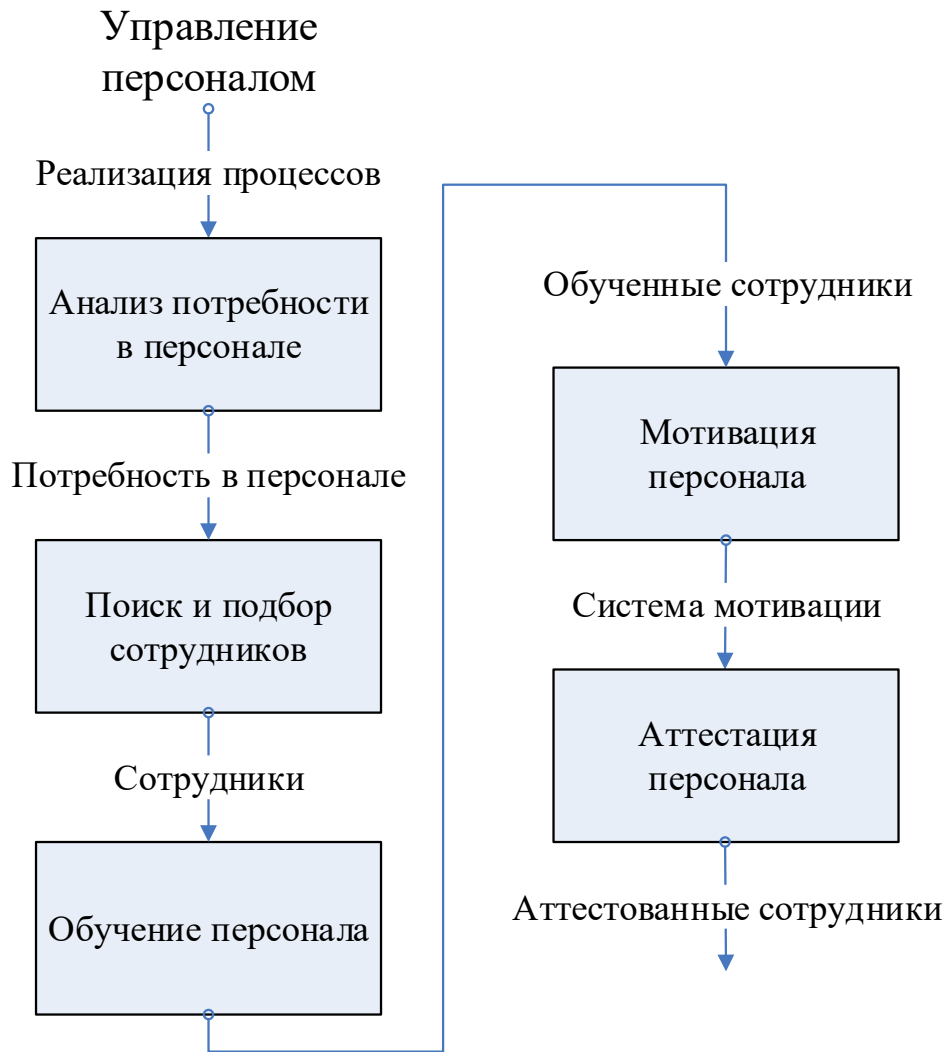 Управление
персоналом
Реализация процессов
Анализ потребности
в персонале
Потребность в персонале
Поиск и подбор
сотрудников
Сотрудники
Обучение персонала
Обученные сотрудники
Мотивация
персонала
Система мотивации
Аттестация
персонала
Аттестованные сотрудники